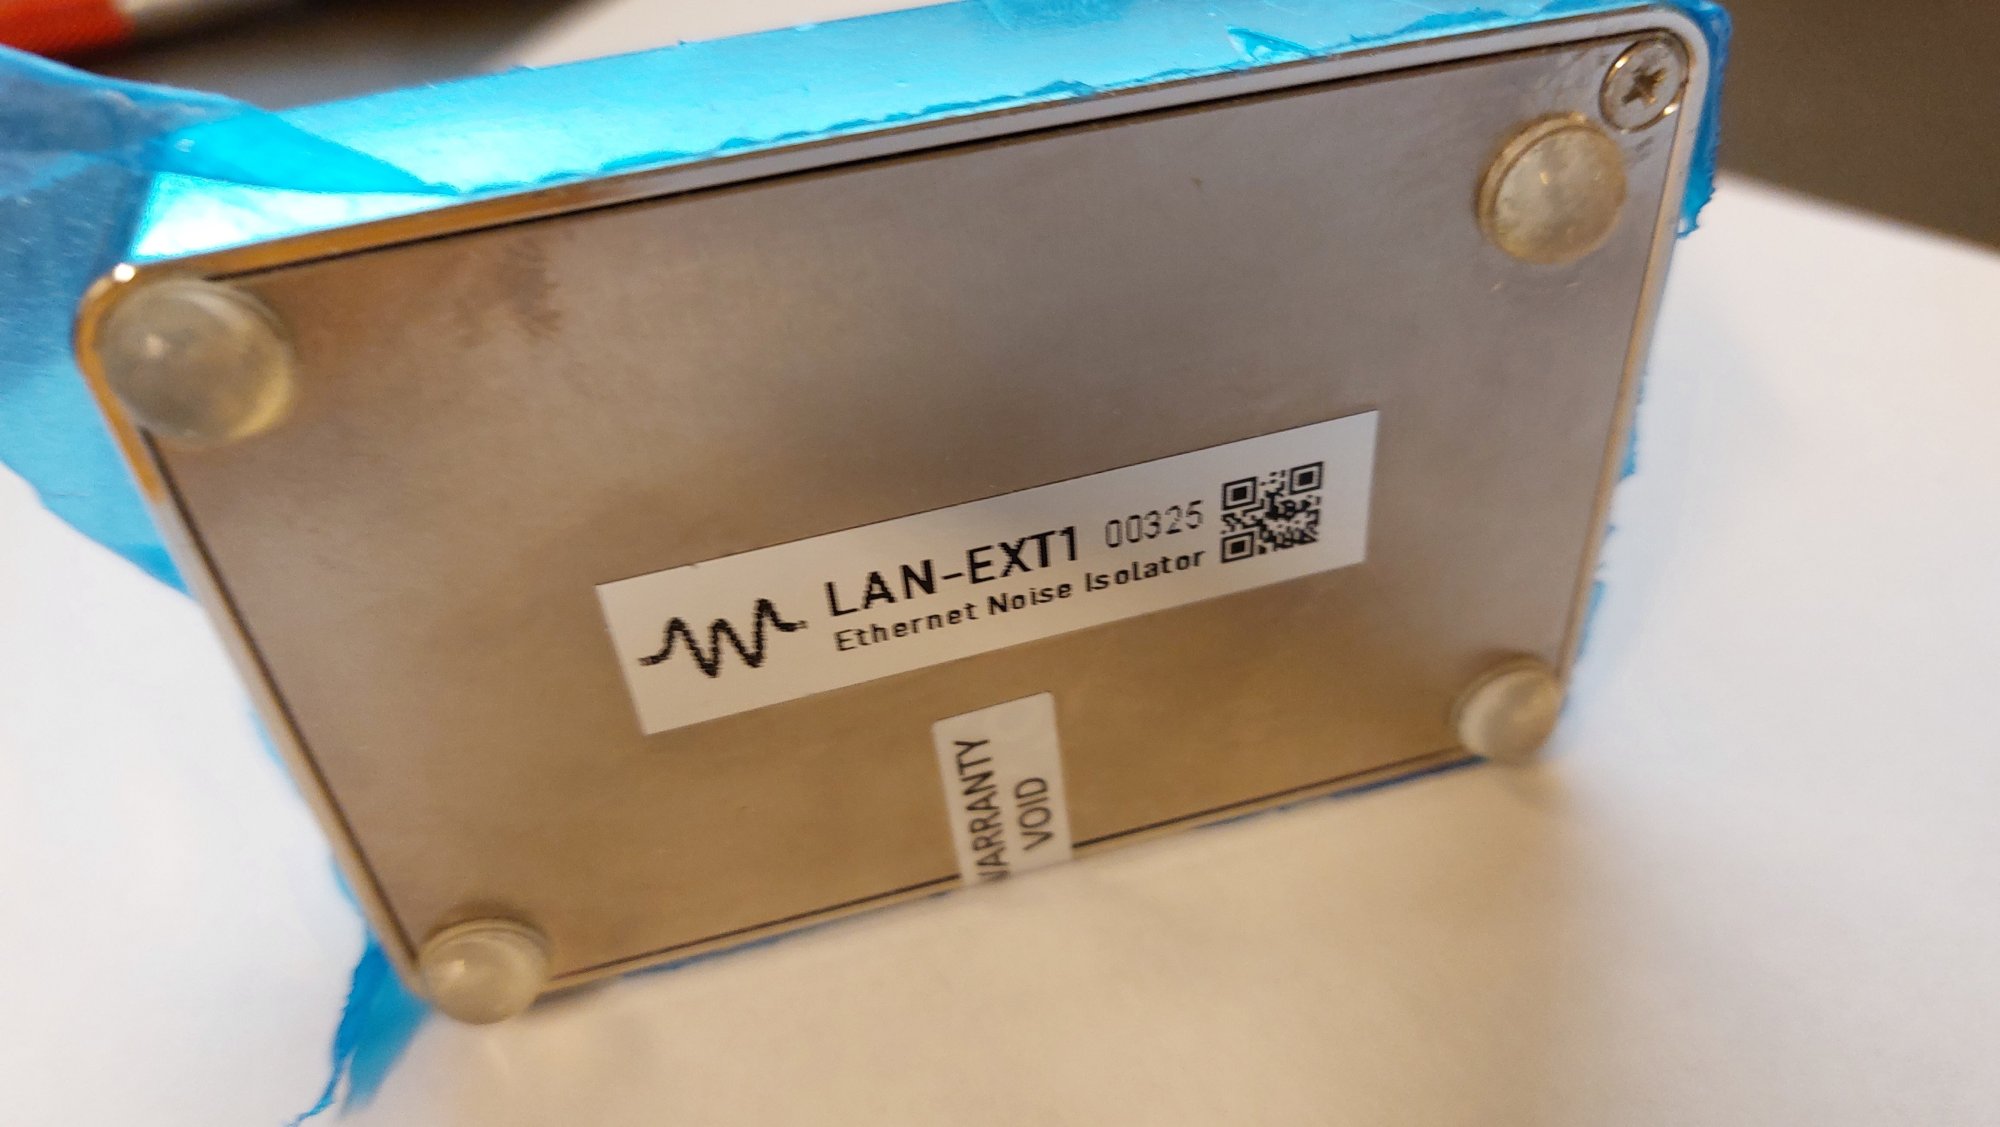 LAN-EXT1 00325
Ethernet Noise Isolator
WARRANTY
VOID